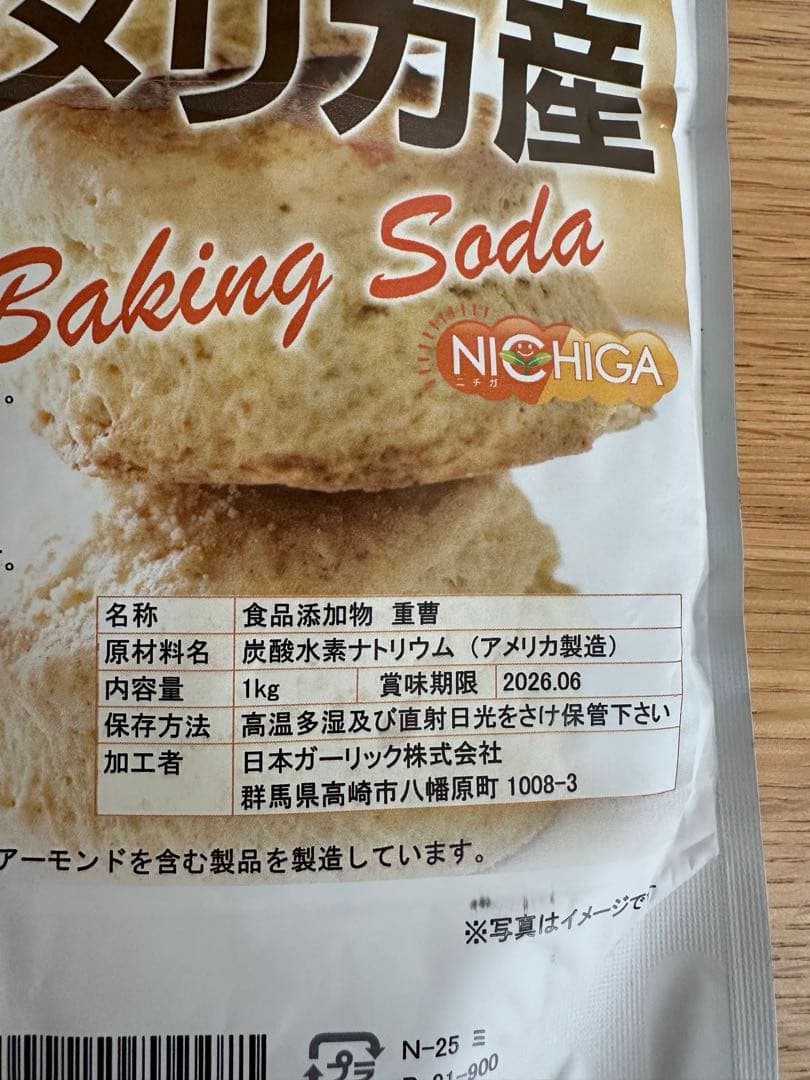 メリカ産
Baking Soda
NICHIGA
ニチガ
。
。
名称 食品添加物 重曹
原材料名 炭酸水素ナトリウム（アメリカ製造）
内容量 1kg 賞味期限 2026.06
保存方法 高温多湿及び直射日光をさけ保管下さい
加工者 日本ガーリック株式会社
群馬県高崎市八幡原町 1008-3
アーモンドを含む製品を製造しています。
※写真はイメージで
プラ
N-25 ミ
21-900